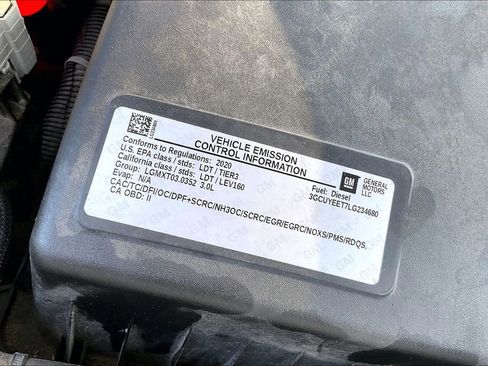 VEHICLE EMISSION
CONTROL INFORMATION
Conforms to Regulations: 2020
U.S. EPA class / stds: LDT / TIER3
California class / stds: LDT / LEV160
Group: LGMXT03.0352 3.0L
Evap: N/A
CAC/TC/DFI/OC/DPF+SCRC/NH3OC/SCRC/EGR/EGRC/NOXS/PMS/RDQS,
CA OBD: II
Fuel: Diesel
3GCUYEET7LG234680
GM
GENERAL
MOTORS
LLC